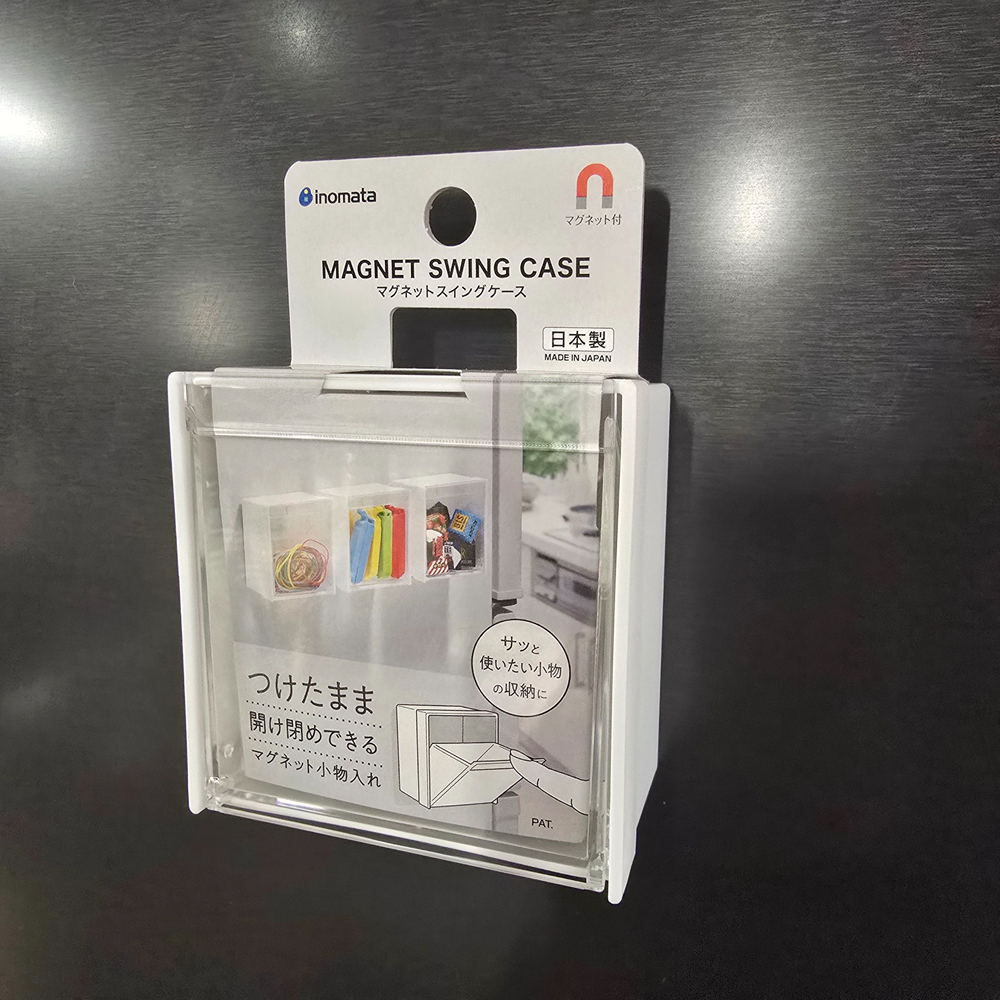 inomata
マグネット付
MAGNET SWING CASE
マグネットスイングケース
日本製
MADE IN JAPAN
サッと
使いたい小物
の収納に
つけたまま
開け閉めできる
マグネット小物入れ
PAT.